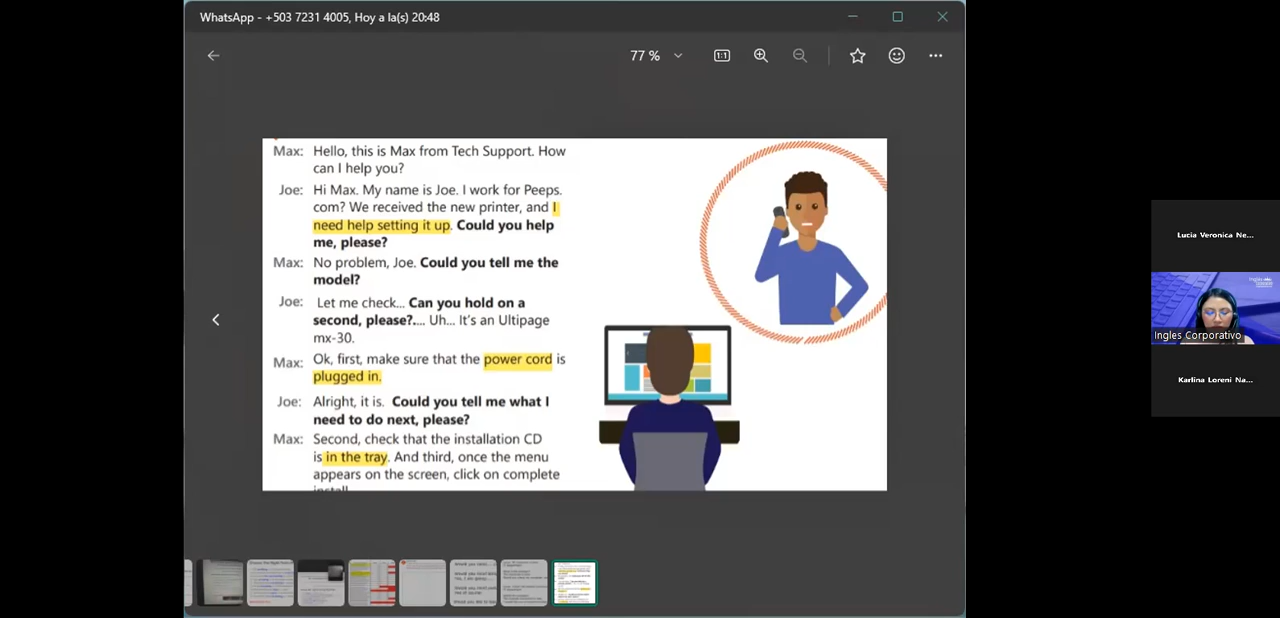 WhatsApp - +503 7231 4005, Hoy a la(s) 20:48
77 %
1:1
Max: Hello, this is Max from Tech Support. How
can I help you?
Joe: Hi Max. My name is Joe. I work for Peeps.
com? We received the new printer, and I
need help setting it up. Could you help
me, please?
Max: No problem, Joe. Could you tell me the
model?
Joe: Let me check... Can you hold on a
second, please?.... Uh... It's an Ultipage
mx-30.
Max: Ok, first, make sure that the power cord is
plugged in.
Joe: Alright, it is. Could you tell me what I
need to do next, please?
Max: Second, check that the installation CD
is in the tray. And third, once the menu
appears on the screen, click on complete
install
Lucia Veronica Ne...
Ingles Corporativo
Karlina Loreni Na...